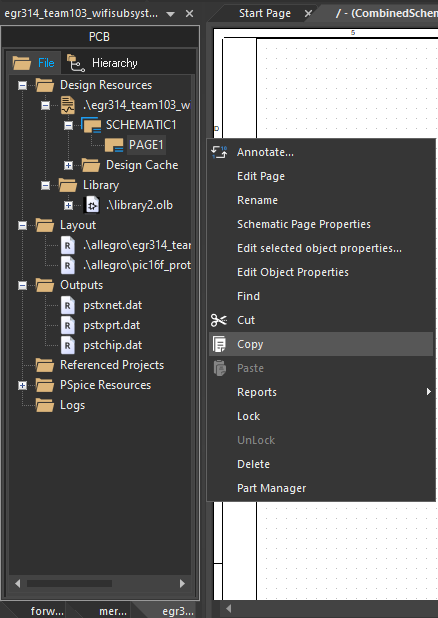 egr314_team103_wifisubsyst...
Start Page
/ - (CombinedSchem
PCB
File
Hierarchy
Design Resources
.\egr314_team103_w
SCHEMATIC1
PAGE1
Design Cache
Library
.\library2.olb
Layout
.\allegro\egr314_tea
.\allegro\pic16f_prot
Outputs
pstxnet.dat
pstxprt.dat
pstchip.dat
Referenced Projects
PSpice Resources
Logs
5
D
Annotate...
Edit Page
Rename
Schematic Page Properties
Edit selected object properties...
Edit Object Properties
Find
Cut
Copy
Paste
Reports
Lock
UnLock
Delete
Part Manager
forw...
mer...
egr3...